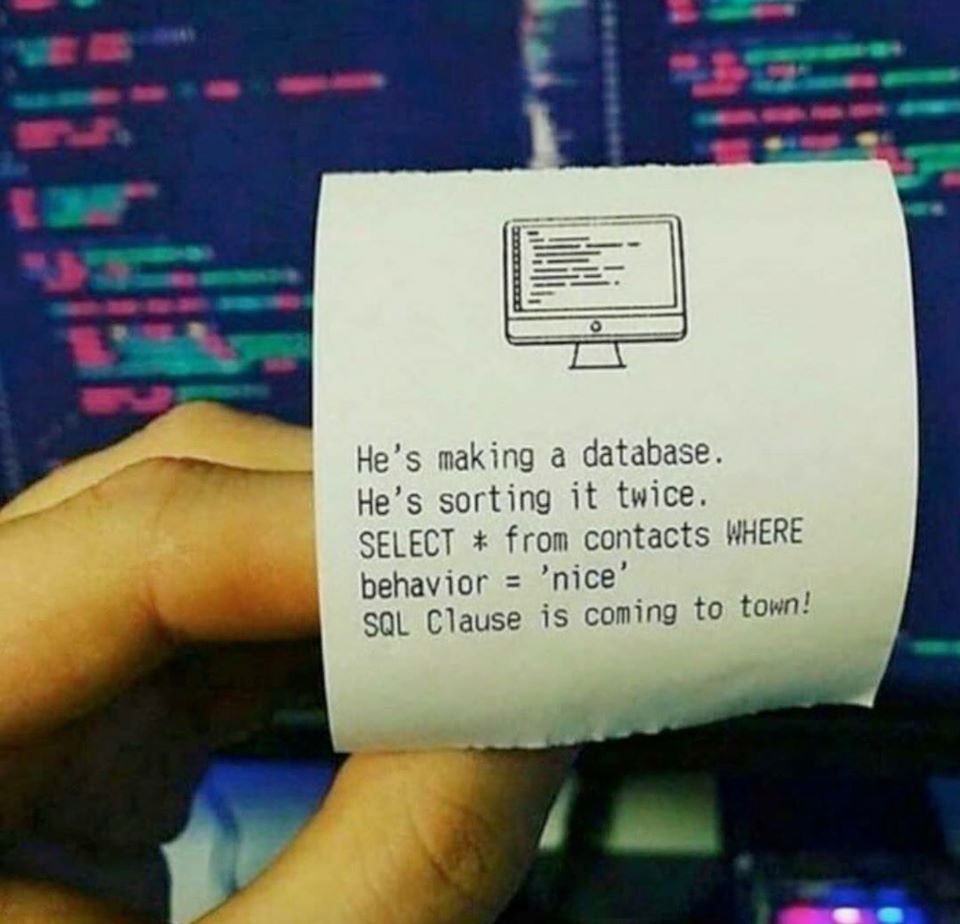 He's making a database.
He's sorting it twice.
SELECT * from contacts WHERE
behavior = 'nice'
SQL Clause is coming to town!